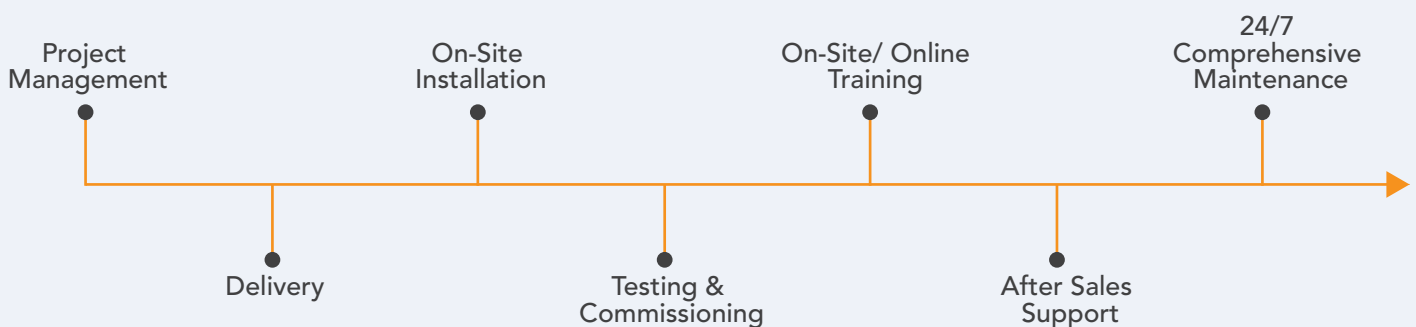 Project
Management
Delivery
On-Site
Installation
Testing &
Commissioning
On-Site/ Online
Training
After Sales
Support
24/7
Comprehensive
Maintenance